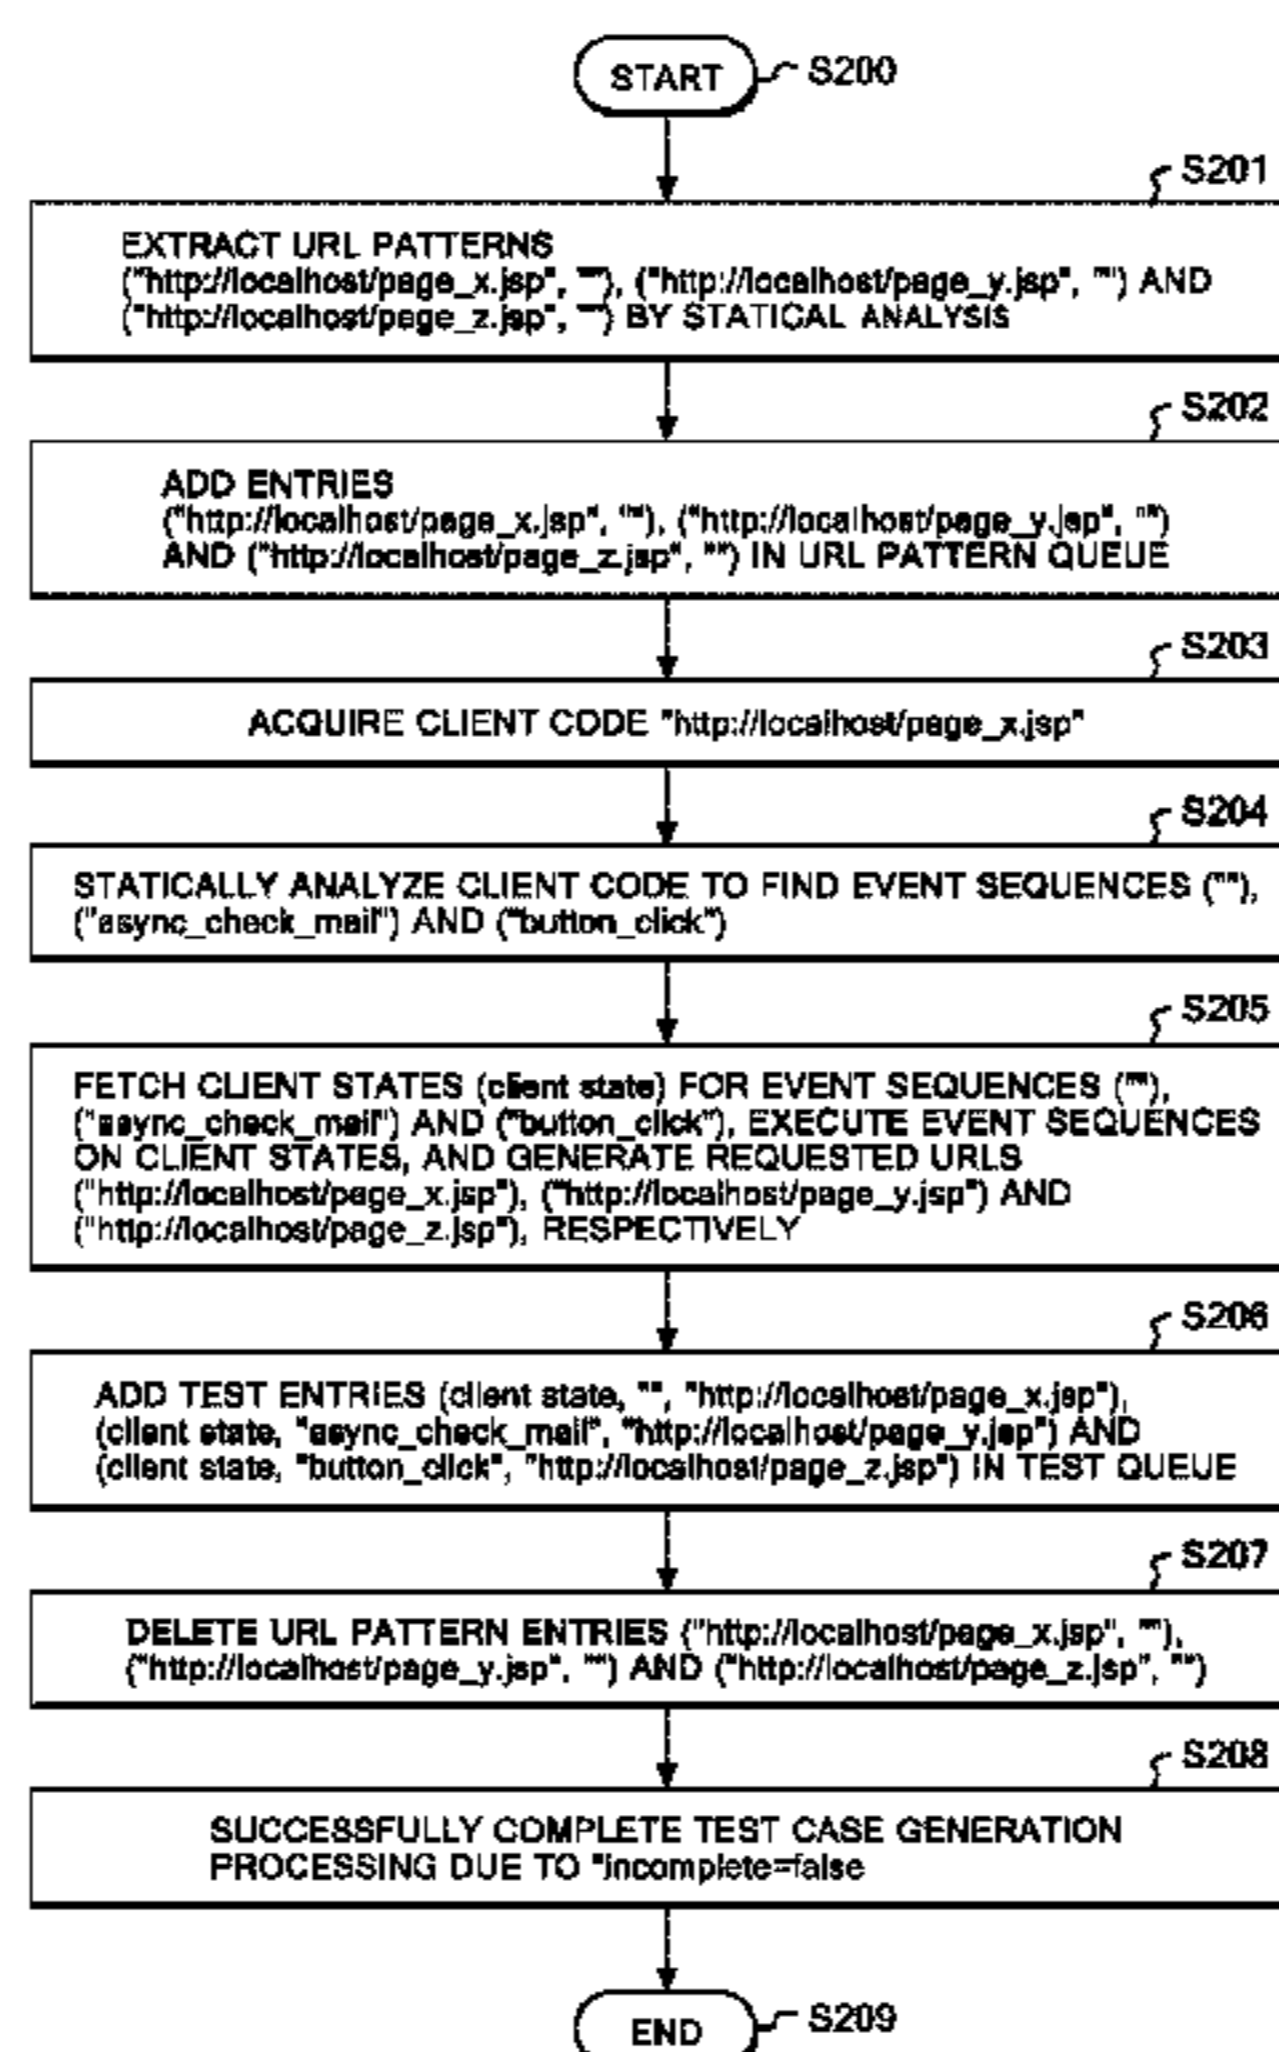 START
S200
S201
EXTRACT URL PATTERNS
("http://localhost/page_x.jsp", ""), ("http://localhost/page_y.jsp", "") AND
("http://localhost/page_z.jsp", "") BY STATICAL ANALYSIS
S202
ADD ENTRIES
("http://localhost/page_x.jsp", ""), ("http://localhost/page_y.jsp", "")
AND ("http://localhost/page_z.jsp", "") IN URL PATTERN QUEUE
S203
ACQUIRE CLIENT CODE "http://localhost/page_x.jsp"
S204
STATICALLY ANALYZE CLIENT CODE TO FIND EVENT SEQUENCES (""),
("async_check_mail") AND ("button_click")
S205
FETCH CLIENT STATES (client state) FOR EVENT SEQUENCES (""),
("async_check_mail") AND ("button_click"), EXECUTE EVENT SEQUENCES
ON CLIENT STATES, AND GENERATE REQUESTED URLS
("http://localhost/page_x.jsp"), ("http://localhost/page_y.jsp") AND
("http://localhost/page_z.jsp"), RESPECTIVELY
S206
ADD TEST ENTRIES (client state, "", "http://localhost/page_x.jsp"),
(client state, "async_check_mail", "http://localhost/page_y.jsp") AND
(client state, "button_click", "http://localhost/page_z.jsp") IN TEST QUEUE
S207
DELETE URL PATTERN ENTRIES ("http://localhost/page_x.jsp", ""),
("http://localhost/page_y.jsp", "") AND ("http://localhost/page_z.jsp", "")
S208
SUCCESSFULLY COMPLETE TEST CASE GENERATION
PROCESSING DUE TO "incomplete=false
END
S209